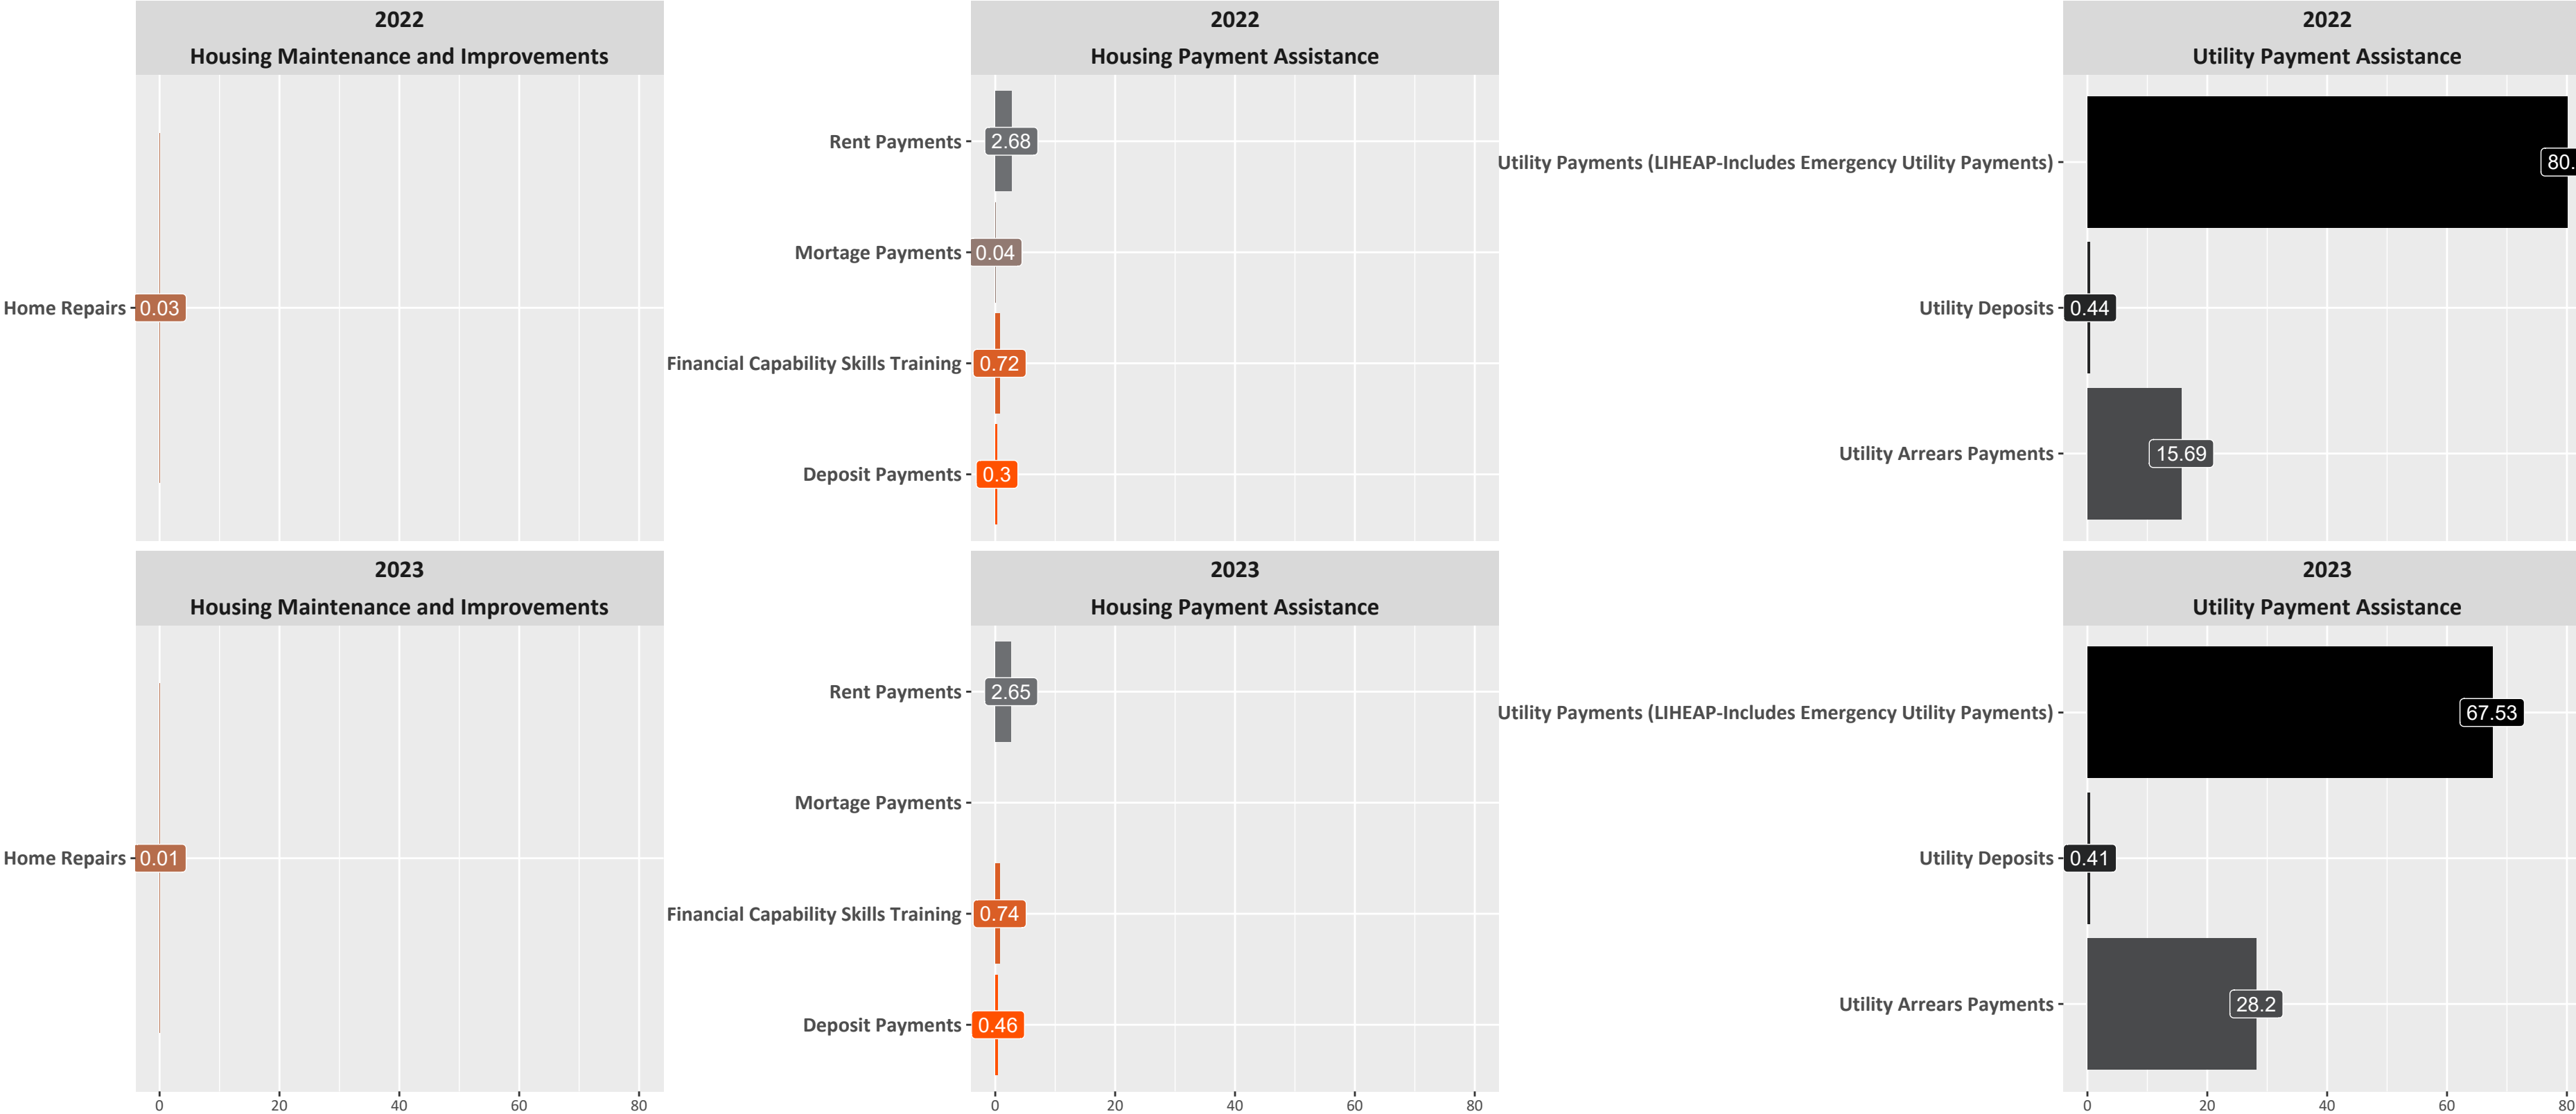 2022
Housing Maintenance and Improvements
2022
Housing Payment Assistance
2022
Utility Payment Assistance
Home Repairs
0.03
Rent Payments
2.68
Mortage Payments
0.04
Financial Capability Skills Training
0.72
Deposit Payments
0.3
Utility Payments (LIHEAP-Includes Emergency Utility Payments)
80.
Utility Deposits
0.44
Utility Arrears Payments
15.69
2023
Housing Maintenance and Improvements
2023
Housing Payment Assistance
2023
Utility Payment Assistance
Home Repairs
0.01
Rent Payments
2.65
Mortage Payments
Financial Capability Skills Training
0.74
Deposit Payments
0.46
Utility Payments (LIHEAP-Includes Emergency Utility Payments)
67.53
Utility Deposits
0.41
Utility Arrears Payments
28.2
0 20 40 60 80
0 20 40 60 80
0 20 40 60 80